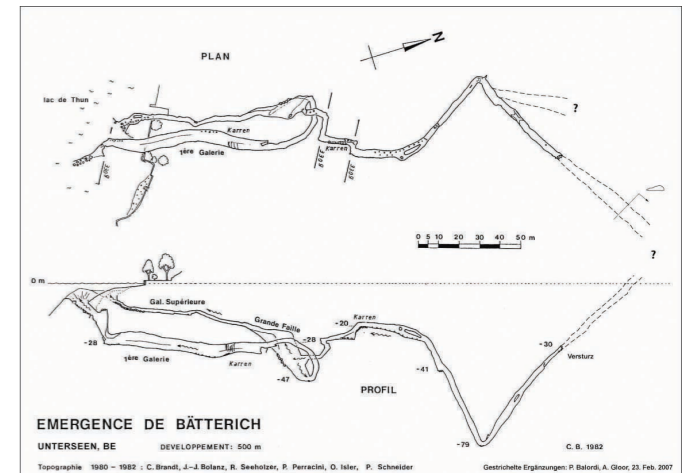 PLAN
N
lac de Thun
Karren
1ère Galerie
Karren
?
0 5 10 20 30 40 50 m
?
0 m
Gal. Supérieure
Grande Faille
Karren
-20
-28
-28
1ère Galerie
Karren
-47
-41
-30
Versturz
PROFIL
-79
EMERGENCE DE BÄTTERICH
UNTERSEEN, BE DEVELOPPEMENT: 500 m
C. B. 1982
Topographie 1980 – 1982 : C. Brandt, J.-J. Bolanz, R. Seeholzer, P. Perracini, O. Isler, P. Schneider
Gestrichelte Ergänzungen: P. Balordi, A. Gloor, 23. Feb. 2007